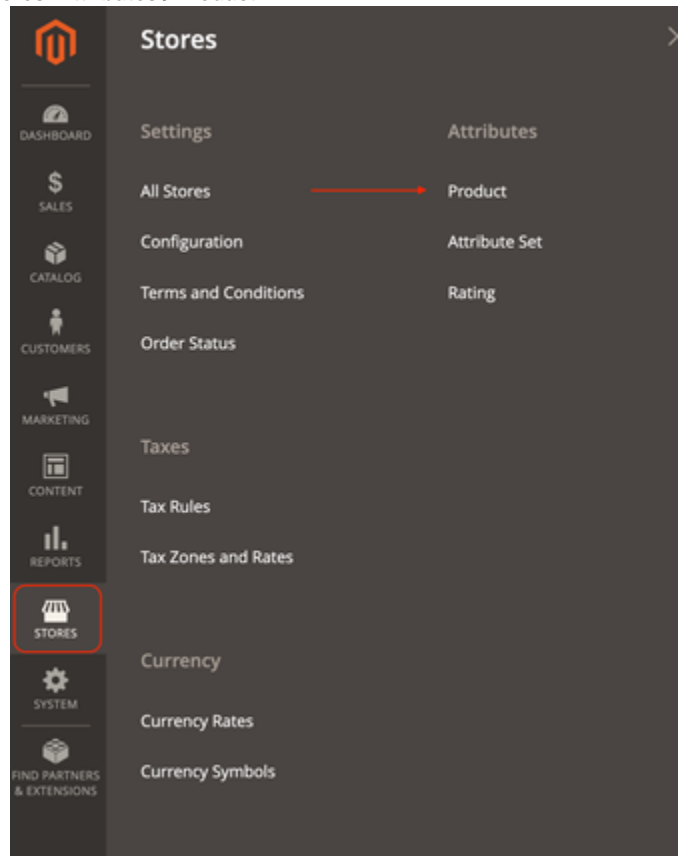 Stores
DASHBOARD
SALES
CATALOG
CUSTOMERS
MARKETING
CONTENT
REPORTS
STORES
SYSTEM
FIND PARTNERS
& EXTENSIONS
Settings
All Stores
Configuration
Terms and Conditions
Order Status
Taxes
Tax Rules
Tax Zones and Rates
Currency
Currency Rates
Currency Symbols
Attributes
Product
Attribute Set
Rating